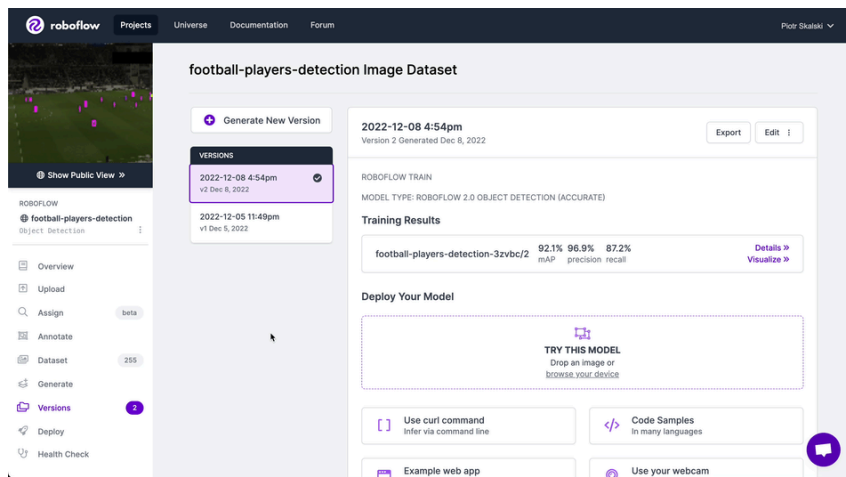 roboflow Projects Universe Documentation Forum Piotr Skalski
Show Public View »
ROBOFLOW
football-players-detection
Object Detection
Overview
Upload
Assign beta
Annotate
Dataset 255
Generate
Versions 2
Deploy
Health Check
football-players-detection Image Dataset
Generate New Version
VERSIONS
2022-12-08 4:54pm
v2 Dec 8, 2022
2022-12-05 11:49pm
v1 Dec 5, 2022
2022-12-08 4:54pm
Version 2 Generated Dec 8, 2022
Export Edit
ROBOFLOW TRAIN
MODEL TYPE: ROBOFLOW 2.0 OBJECT DETECTION (ACCURATE)
Training Results
football-players-detection-3zvbc/2
92.1% 96.9% 87.2%
mAP precision recall
Details »
Visualize »
Deploy Your Model
TRY THIS MODEL
Drop an image or
browse your device
Use curl command
Infer via command line
Code Samples
In many languages
Example web app
Use your webcam